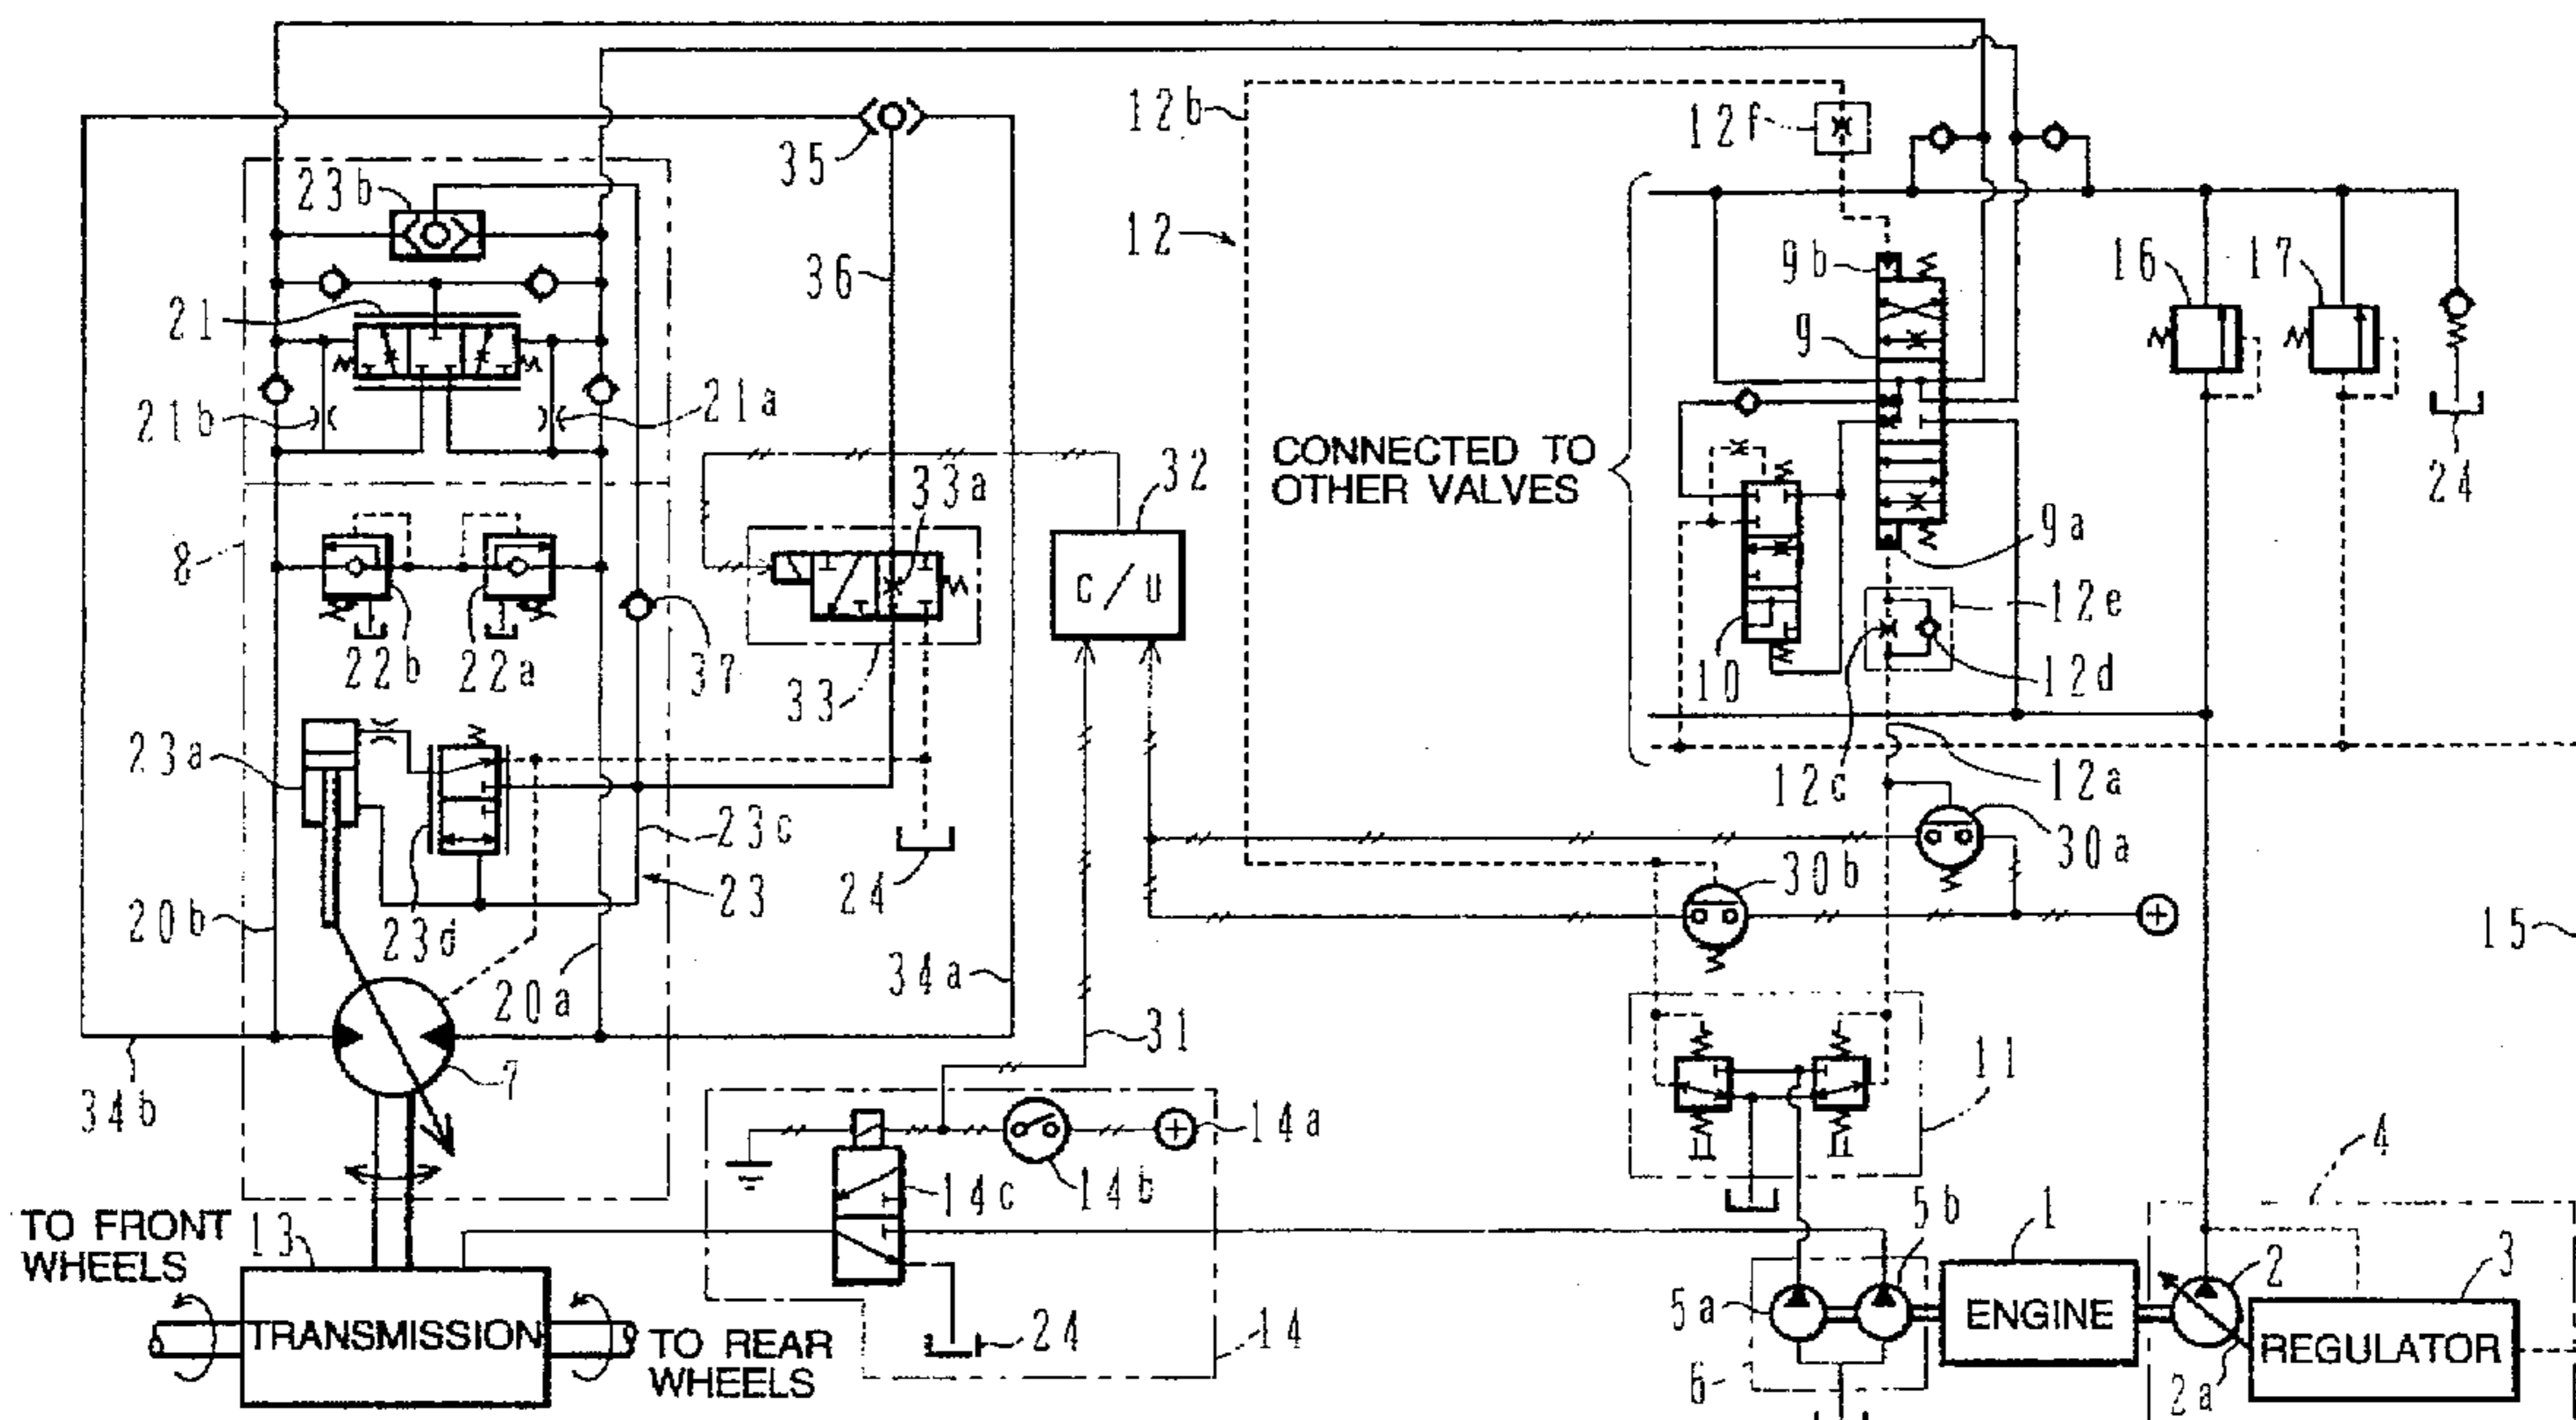 12b
12f
35
23b
12
36
9b
16
17
21
9
21b
21a
CONNECTED TO
OTHER VALVES
24
33a
32
9a
8
c/u
12e
22b
22a
37
33
10
12d
23a
12c
12a
23c
30a
24
23
30b
20b
23d
20a
34a
15
31
7
11
34b
14a
4
14c
14b
5b
1
TO FRONT
WHEELS
13
2
3
5a
ENGINE
TRANSMISSION
TO REAR
WHEELS
24
14
REGULATOR
6
2a